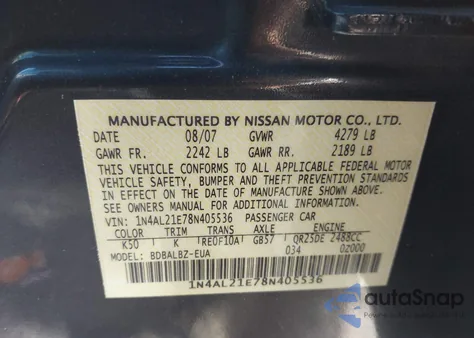 MANUFACTURED BY NISSAN MOTOR CO., LTD.
DATE 08/07 GVWR 4279 LB
GAWR FR. 2242 LB GAWR RR. 2189 LB
THIS VEHICLE CONFORMS TO ALL APPLICABLE FEDERAL MOTOR
VEHICLE SAFETY, BUMPER AND THEFT PREVENTION STANDARDS
IN EFFECT ON THE DATE OF MANUFACTURE SHOWN ABOVE.
SEE OWNERS MANUAL FOR ADDITIONAL INFORMATION.
VIN: 1N4AL21E78N405536 PASSENGER CAR
COLOR TRIM TRANS AXLE ENGINE
K50 K RE0F10A GB57 QR25DE 2488CC
MODEL: BDBALBZ-EUA 034 0Z000
1N4AL21E78N405536
autoSnap